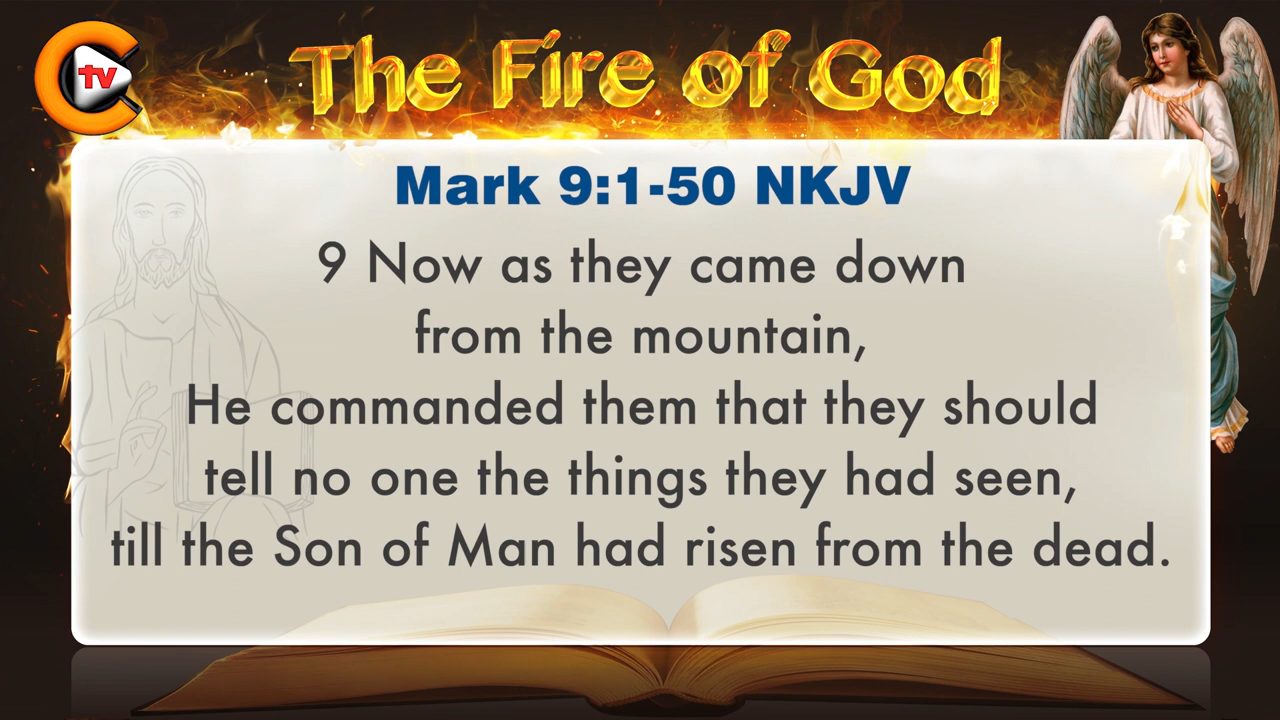 tv
The Fire of God
Mark 9:1-50 NKJV
9 Now as they came down
from the mountain,
He commanded them that they should
tell no one the things they had seen,
till the Son of Man had risen from the dead.